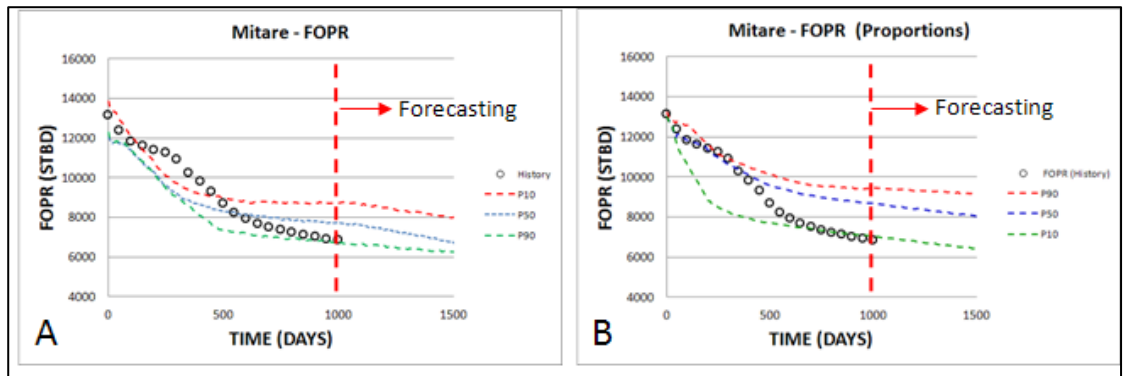 Mitare - FOPR
16000
14000
12000
10000
8000
6000
4000
FOPR (STBD)
0
500
1000
1500
TIME (DAYS)
Forecasting
History
P10
P50
P90
A
Mitare - FOPR (Proportions)
16000
14000
12000
10000
8000
6000
4000
FOPR (STBD)
0
500
1000
1500
TIME (DAYS)
Forecasting
FOPR (History)
P90
P50
P10
B